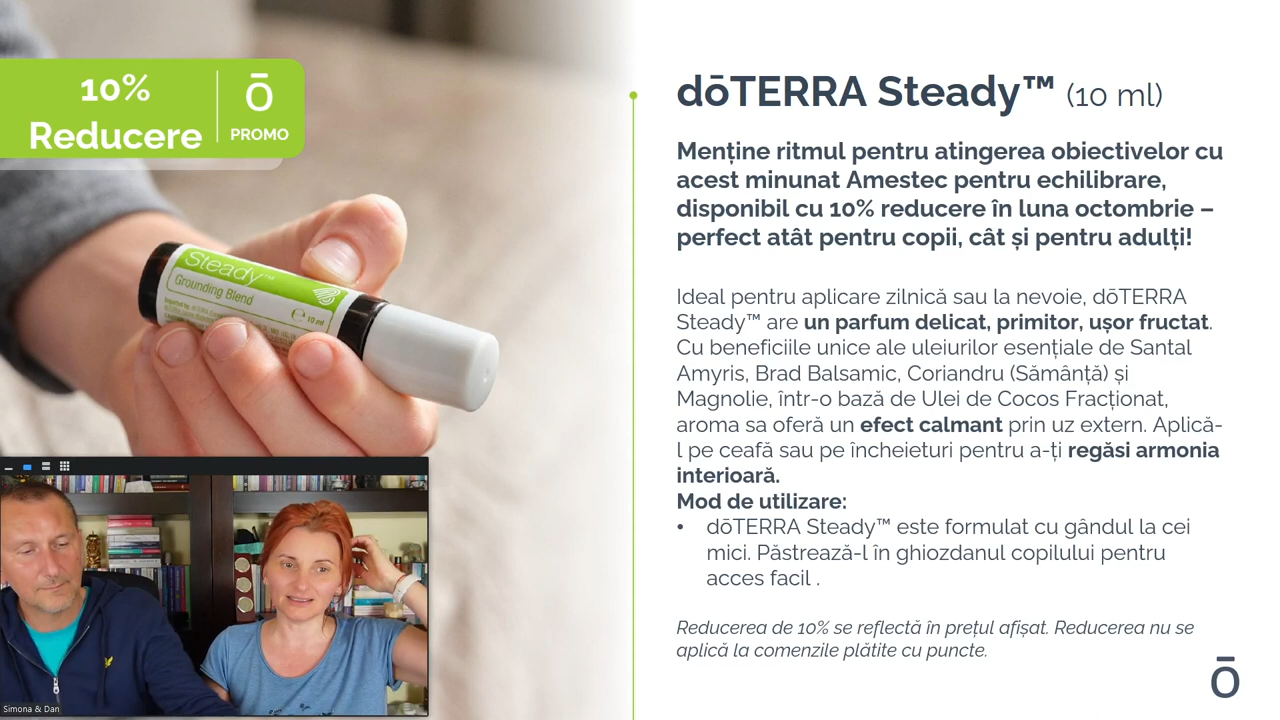 10%
Reducere
ō
PROMO
dōTERRA Steady™ (10 ml)
Menține ritmul pentru atingerea obiectivelor cu
acest minunat Amestec pentru echilibrare,
disponibil cu 10% reducere în luna octombrie –
perfect atât pentru copii, cât și pentru adulți!
Ideal pentru aplicare zilnică sau la nevoie, dōTERRA
Steady™ are un parfum delicat, primitor, ușor fructat.
Cu beneficiile unice ale uleiurilor esențiale de Santal
Amyris, Brad Balsamic, Coriandru (Sămânță) și
Magnolie, într-o bază de Ulei de Cocos Fracționat,
aroma sa oferă un efect calmant prin uz extern. Aplică-
l pe ceafă sau pe încheieturi pentru a-ți regăsi armonia
interioară.
Mod de utilizare:
• dōTERRA Steady™ este formulat cu gândul la cei
mici. Păstrează-l în ghiozdanul copilului pentru
acces facil .
Reducerea de 10% se reflectă în prețul afișat. Reducerea nu se
aplică la comenzile plătite cu puncte.
ō
Steady™
Grounding Blend
10 ml
Simona & Dan